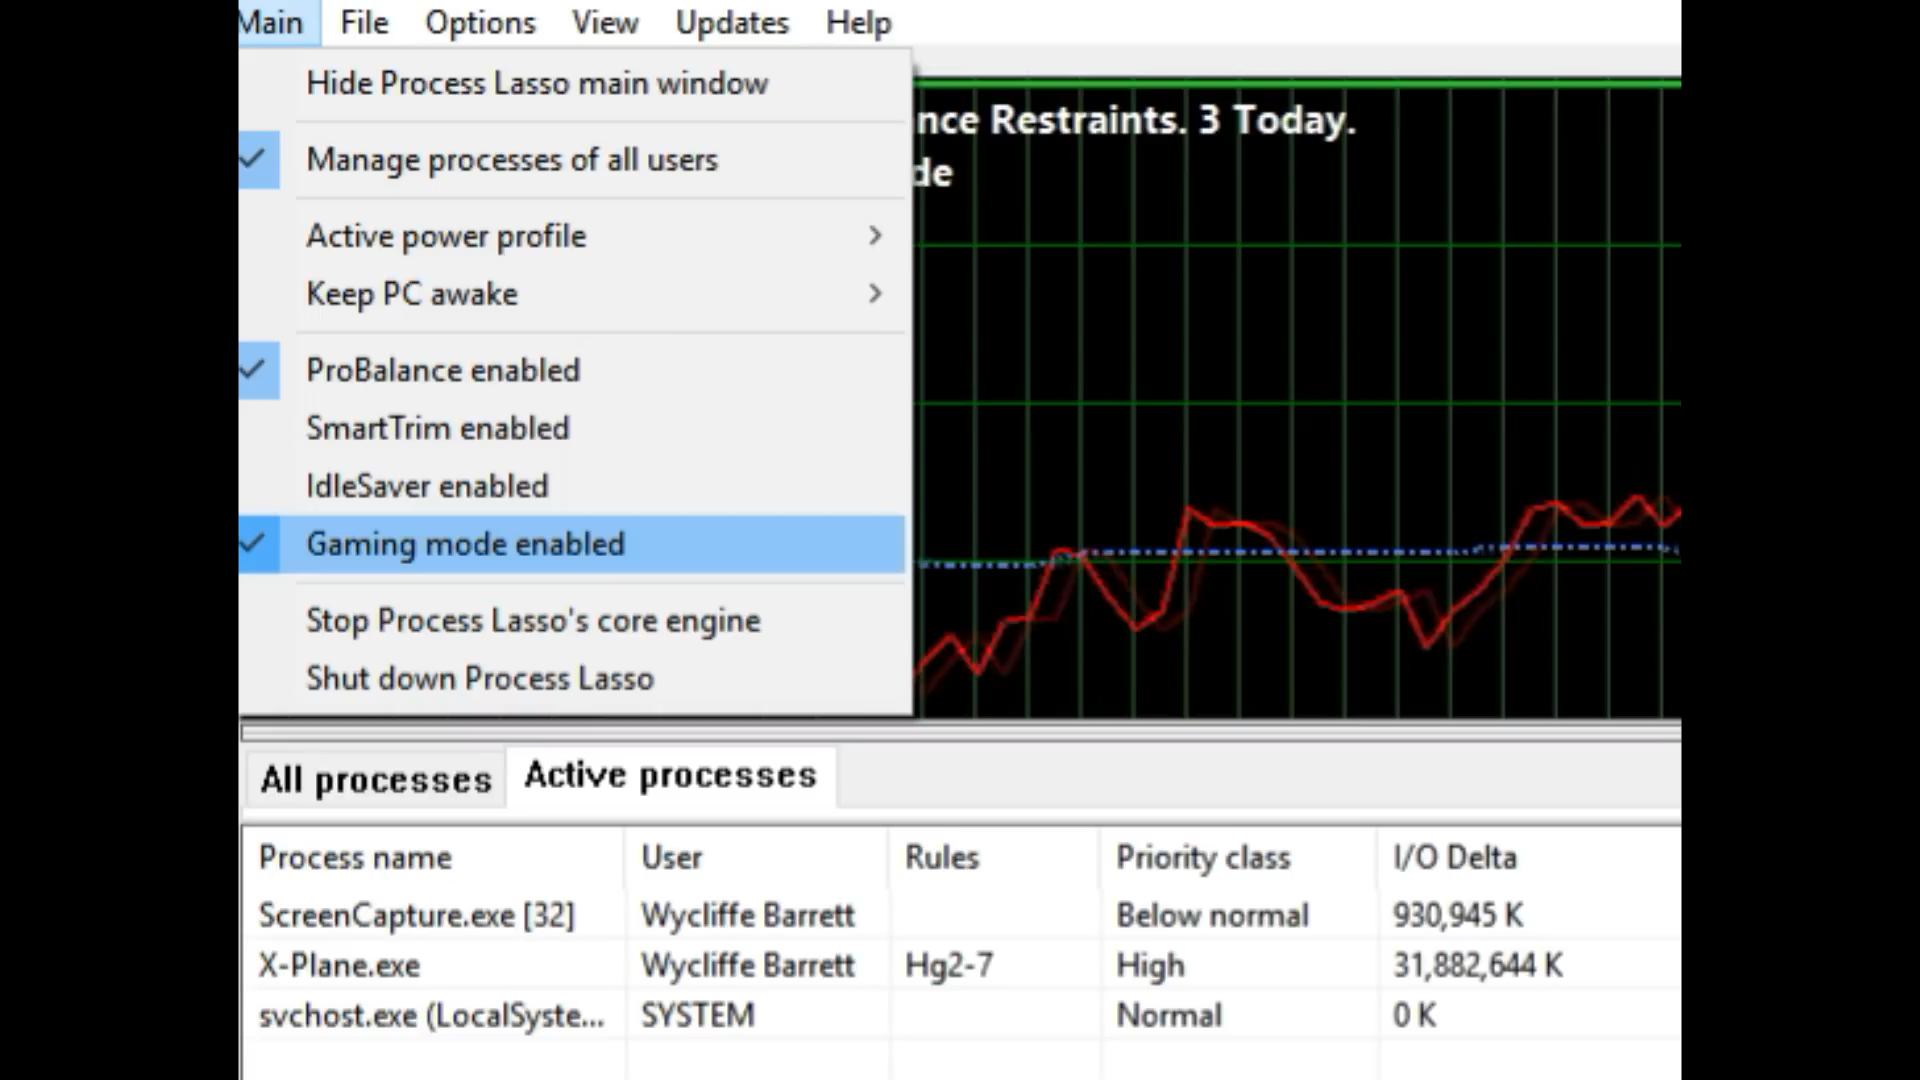 Main File Options View Updates Help
Hide Process Lasso main window
Manage processes of all users
Active power profile
Keep PC awake
ProBalance enabled
SmartTrim enabled
IdleSaver enabled
Gaming mode enabled
Stop Process Lasso's core engine
Shut down Process Lasso
nce Restraints. 3 Today.
de
All processes Active processes
Process name User Rules Priority class I/O Delta
ScreenCapture.exe [32] Wycliffe Barrett Below normal 930,945 K
X-Plane.exe Wycliffe Barrett Hg2-7 High 31,882,644 K
svchost.exe (LocalSyste... SYSTEM Normal 0 K